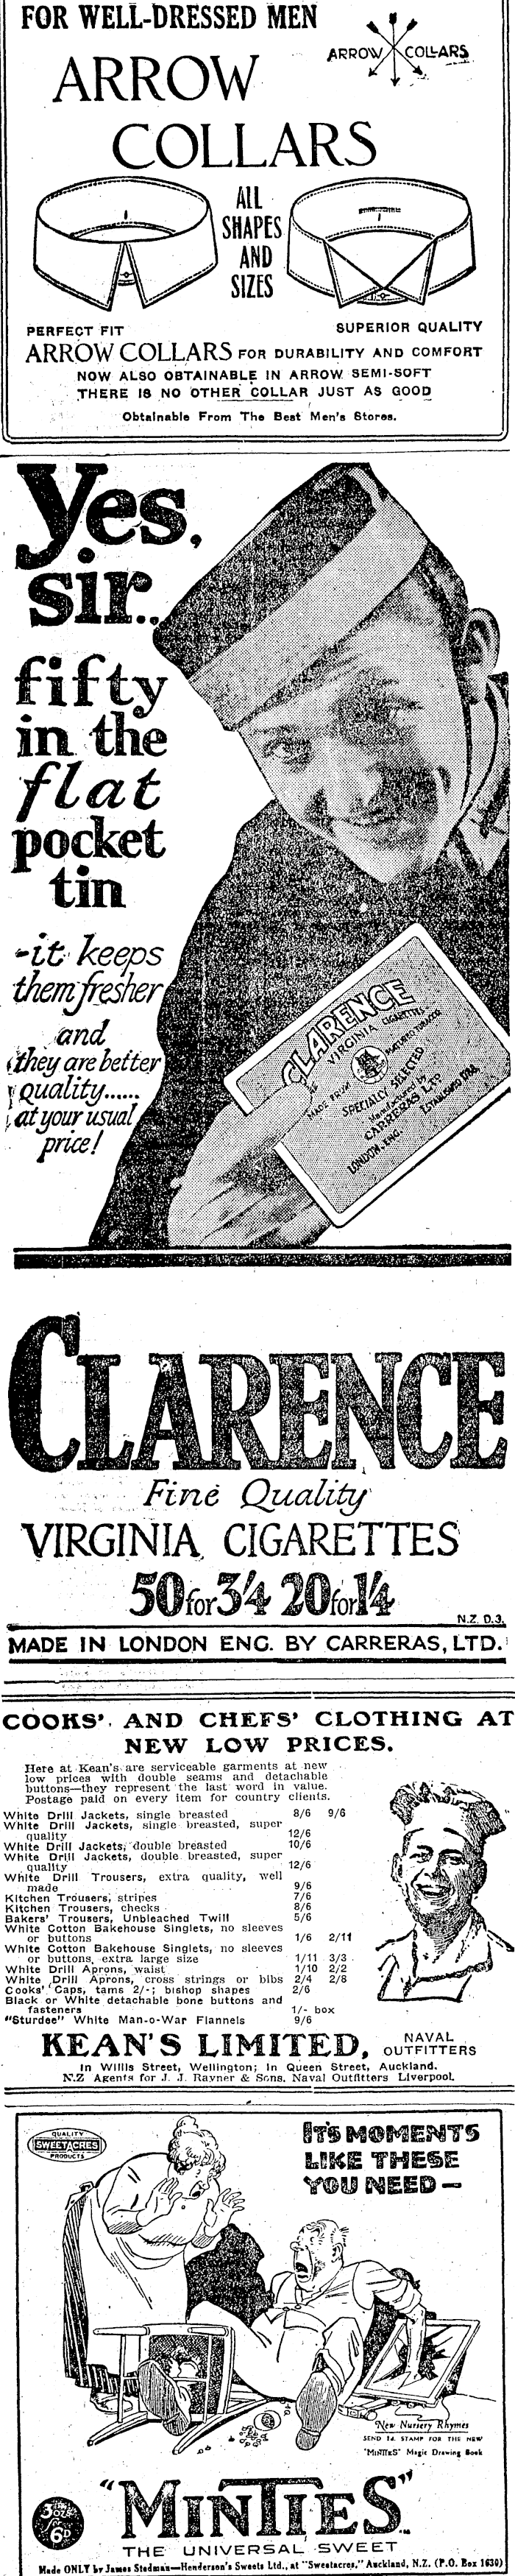 FOR WELL-DRESSED MEN
ARROW COLLARS
ARROW
COLLARS
ALL
SHAPES
AND
SIZES
PERFECT FIT
SUPERIOR QUALITY
ARROW COLLARS FOR DURABILITY AND COMFORT
NOW ALSO OBTAINABLE IN ARROW SEMI-SOFT
THERE IS NO OTHER COLLAR JUST AS GOOD
Obtainable From The Best Men's Stores.
Yes,
sir..
fifty
in the
flat
pocket
tin
-it keeps
them fresher
and
they are better
quality......
at your usual
price!
CLARENCE
VIRGINIA CIGARETTES
MADE FROM MATURED TOBACCO
SPECIALLY SELECTED
Manufactured by
CARRERAS LTD
LONDON, ENG.
CLARENCE
Fine Quality
VIRGINIA CIGARETTES
50 for 3/4 20 for 1/4
N.Z. D.3.
MADE IN LONDON ENG. BY CARRERAS, LTD.
COOKS' AND CHEFS' CLOTHING AT
NEW LOW PRICES.
Here at Kean's are serviceable garments at new
low prices with double seams and detachable
buttons—they represent the last word in value.
Postage paid on every item for country clients.
White Drill Jackets, single breasted 8/6 9/6
White Drill Jackets, single breasted, super
quality 12/6
White Drill Jackets, double breasted 10/6
White Drill Jackets, double breasted, super
quality 12/6
White Drill Trousers, extra quality, well
made 9/6
Kitchen Trousers, stripes 7/6
Kitchen Trousers, checks 8/6
Bakers' Trousers, Unbleached Twill 5/6
White Cotton Bakehouse Singlets, no sleeves
or buttons 1/6 2/11
White Cotton Bakehouse Singlets, no sleeves
or buttons, extra large size 1/11 3/3
White Drill Aprons, waist 1/10 2/2
White Drill Aprons, cross strings or bibs 2/4 2/8
Cooks' Caps, tams 2/-; bishop shapes 2/6
Black or White detachable bone buttons and
fasteners 1/- box
"Sturdee" White Man-o-War Flannels 9/6
KEAN'S LIMITED, NAVAL
OUTFITTERS
In Willis Street, Wellington; In Queen Street, Auckland.
N.Z Agents for J. J. Rayner & Sons. Naval Outfitters Liverpool.
QUALITY
SWEETACRES
PRODUCTS
IT'S MOMENTS
LIKE THESE
YOU NEED —
New Nursery Rhymes
SEND 1d. STAMP FOR THE NEW
"MINTIES" Magic Drawing Book
"MINTIES"
3 ozs
for
6D
THE UNIVERSAL SWEET
Made ONLY by James Stedman—Henderson's Sweets Ltd., at "Sweetacres," Auckland, N.Z. (P.O. Box 1630)